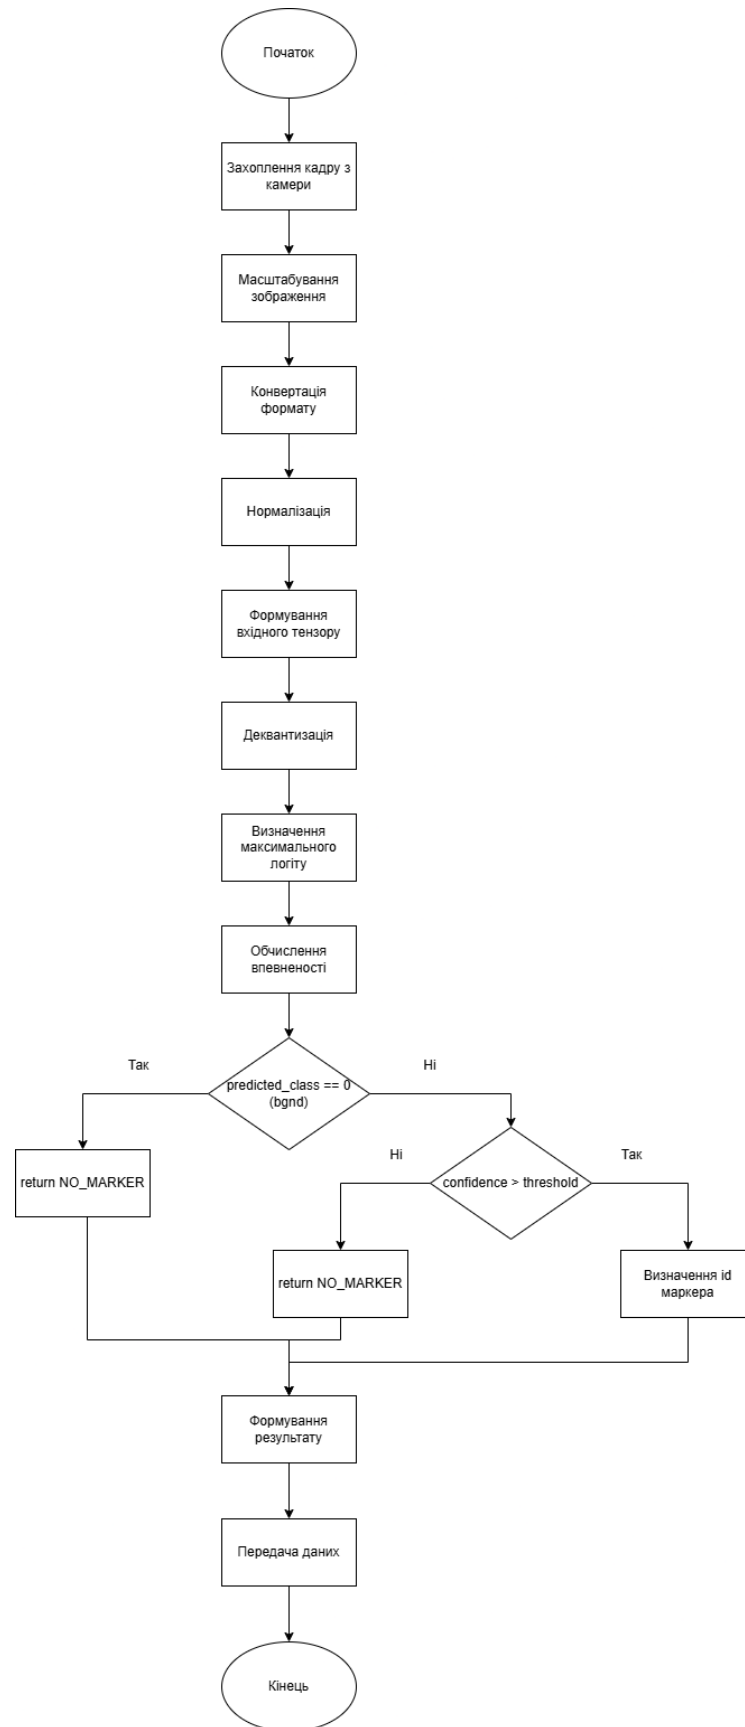 Початок
Захоплення кадру з
камери
Масштабування
зображення
Конвертація
формату
Нормалізація
Формування
вхідного тензору
Деквантизація
Визначення
максимального
логіту
Обчислення
впевненості
Так
predicted_class == 0
(bgnd)
Ні
return NO_MARKER
Ні
confidence > threshold
Так
return NO_MARKER
Визначення id
маркера
Формування
результату
Передача даних
Кінець